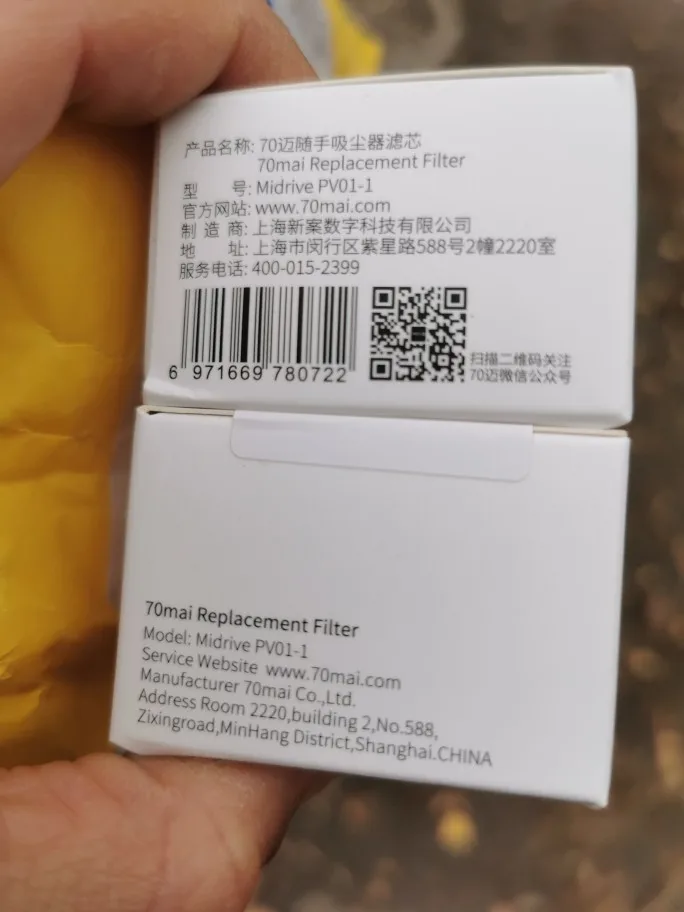 产品名称: 70迈随手吸尘器滤芯
70mai Replacement Filter
型 号: Midrive PV01-1
官方网站: www.70mai.com
制 造 商: 上海新案数字科技有限公司
地 址: 上海市闵行区紫星路588号2幢2220室
服务电话: 400-015-2399
6 971669 780722
扫描二维码关注
70迈微信公众号
70mai Replacement Filter
Model: Midrive PV01-1
Service Website www.70mai.com
Manufacturer 70mai Co.,Ltd.
Address Room 2220,building 2,No.588,
Zixingroad,MinHang District,Shanghai.CHINA